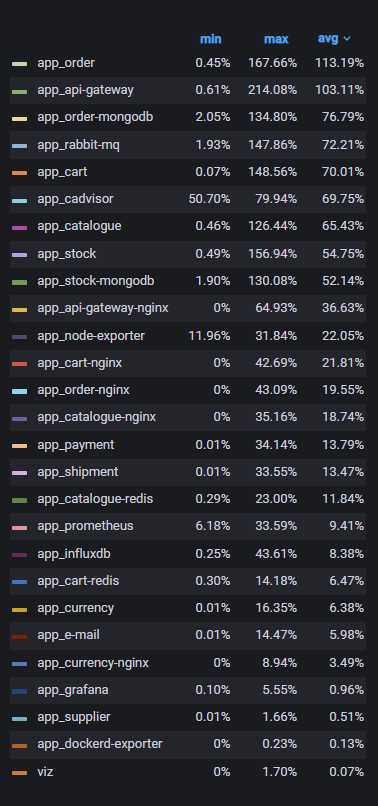 min max avg
app_order 0.45% 167.66% 113.19%
app_api-gateway 0.61% 214.08% 103.11%
app_order-mongodb 2.05% 134.80% 76.79%
app_rabbit-mq 1.93% 147.86% 72.21%
app_cart 0.07% 148.56% 70.01%
app_cadvisor 50.70% 79.94% 69.75%
app_catalogue 0.46% 126.44% 65.43%
app_stock 0.49% 156.94% 54.75%
app_stock-mongodb 1.90% 130.08% 52.14%
app_api-gateway-nginx 0% 64.93% 36.63%
app_node-exporter 11.96% 31.84% 22.05%
app_cart-nginx 0% 42.69% 21.81%
app_order-nginx 0% 43.09% 19.55%
app_catalogue-nginx 0% 35.16% 18.74%
app_payment 0.01% 34.14% 13.79%
app_shipment 0.01% 33.55% 13.47%
app_catalogue-redis 0.29% 23.00% 11.84%
app_prometheus 6.18% 33.59% 9.41%
app_influxdb 0.25% 43.61% 8.38%
app_cart-redis 0.30% 14.18% 6.47%
app_currency 0.01% 16.35% 6.38%
app_e-mail 0.01% 14.47% 5.98%
app_currency-nginx 0% 8.94% 3.49%
app_grafana 0.10% 5.55% 0.96%
app_supplier 0.01% 1.66% 0.51%
app_dockerd-exporter 0% 0.23% 0.13%
viz 0% 1.70% 0.07%